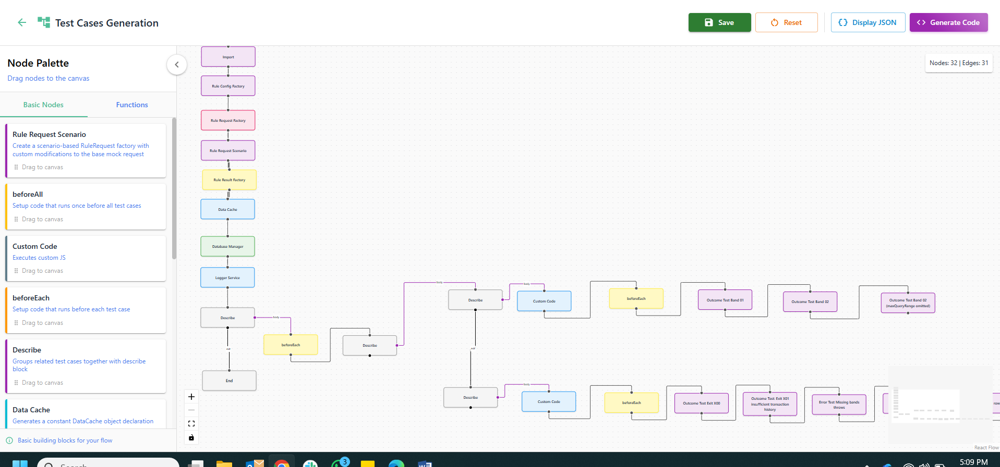 Test Cases Generation
Save
Reset
Display JSON
Generate Code
Node Palette
Drag nodes to the canvas
Basic Nodes
Functions
Rule Request Scenario
Create a scenario-based RuleRequest factory with
custom modifications to the base mock request
Drag to canvas
beforeAll
Setup code that runs once before all test cases
Drag to canvas
Custom Code
Executes custom JS
Drag to canvas
beforeEach
Setup code that runs before each test case
Drag to canvas
Describe
Groups related test cases together with describe
block
Drag to canvas
Data Cache
Generates a constant DataCache object declaration
Basic building blocks for your flow
Nodes: 32 | Edges: 31
Import
Rule Config Factory
Rule Request Factory
Rule Request Scenario
Rule Result Factory
Data Cache
Database Manager
Logger Service
Describe
body
exit
End
beforeEach
Describe
body
Describe
body
Custom Code
beforeEach
Outcome Test Band 01
Outcome Test Band 02
Outcome Test Band 02
(maxQueryRange omitted)
exit
Describe
body
Custom Code
beforeEach
Outcome Test Exit X00
Outcome Test: Exit X01
insufficient transaction
history
Error Test Missing bands
throws
React Flow
Search
3
5:09 PM